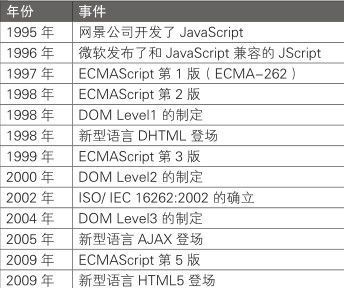 年份 事件
1995 年 网景公司开发了 JavaScript
1996 年 微软发布了和 JavaScript 兼容的 JScript
1997 年 ECMAScript 第 1 版（ECMA-262）
1998 年 ECMAScript 第 2 版
1998 年 DOM Level1 的制定
1998 年 新型语言 DHTML 登场
1999 年 ECMAScript 第 3 版
2000 年 DOM Level2 的制定
2002 年 ISO/ IEC 16262:2002 的确立
2004 年 DOM Level3 的制定
2005 年 新型语言 AJAX 登场
2009 年 ECMAScript 第 5 版
2009 年 新型语言 HTML5 登场